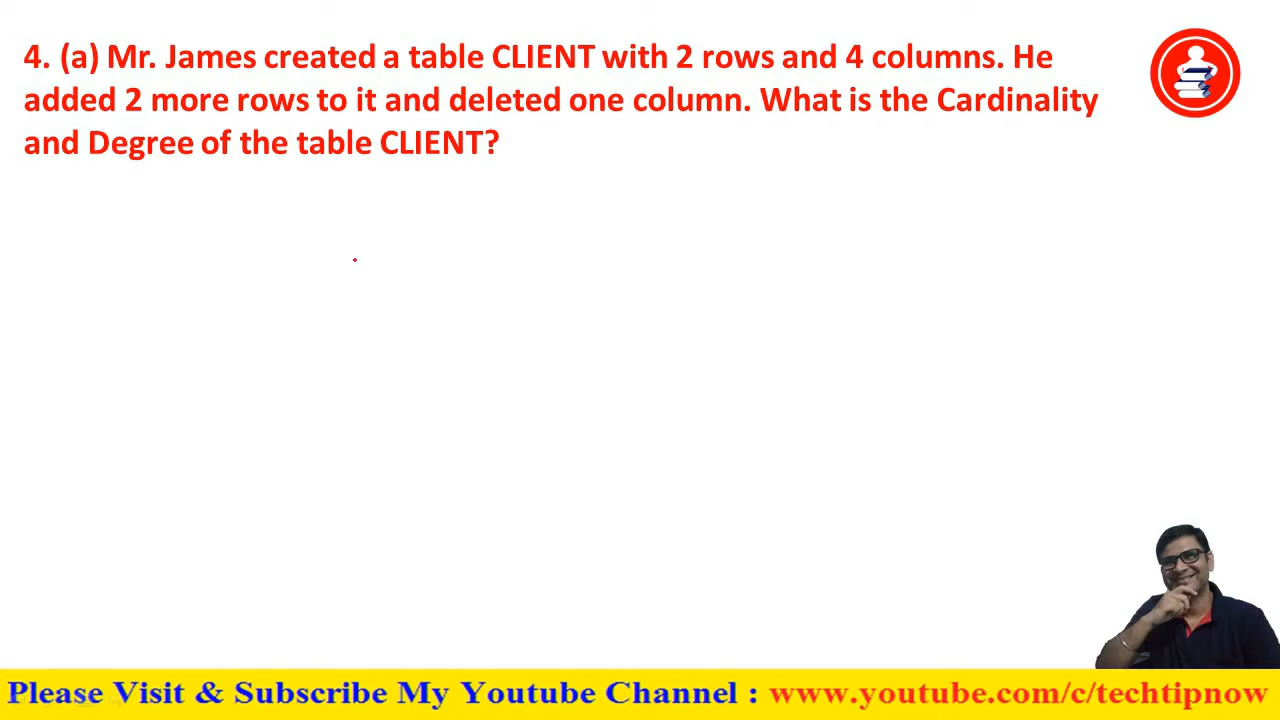 4. (a) Mr. James created a table CLIENT with 2 rows and 4 columns. He
added 2 more rows to it and deleted one column. What is the Cardinality
and Degree of the table CLIENT?
Please Visit & Subscribe My Youtube Channel : www.youtube.com/c/techtipnow